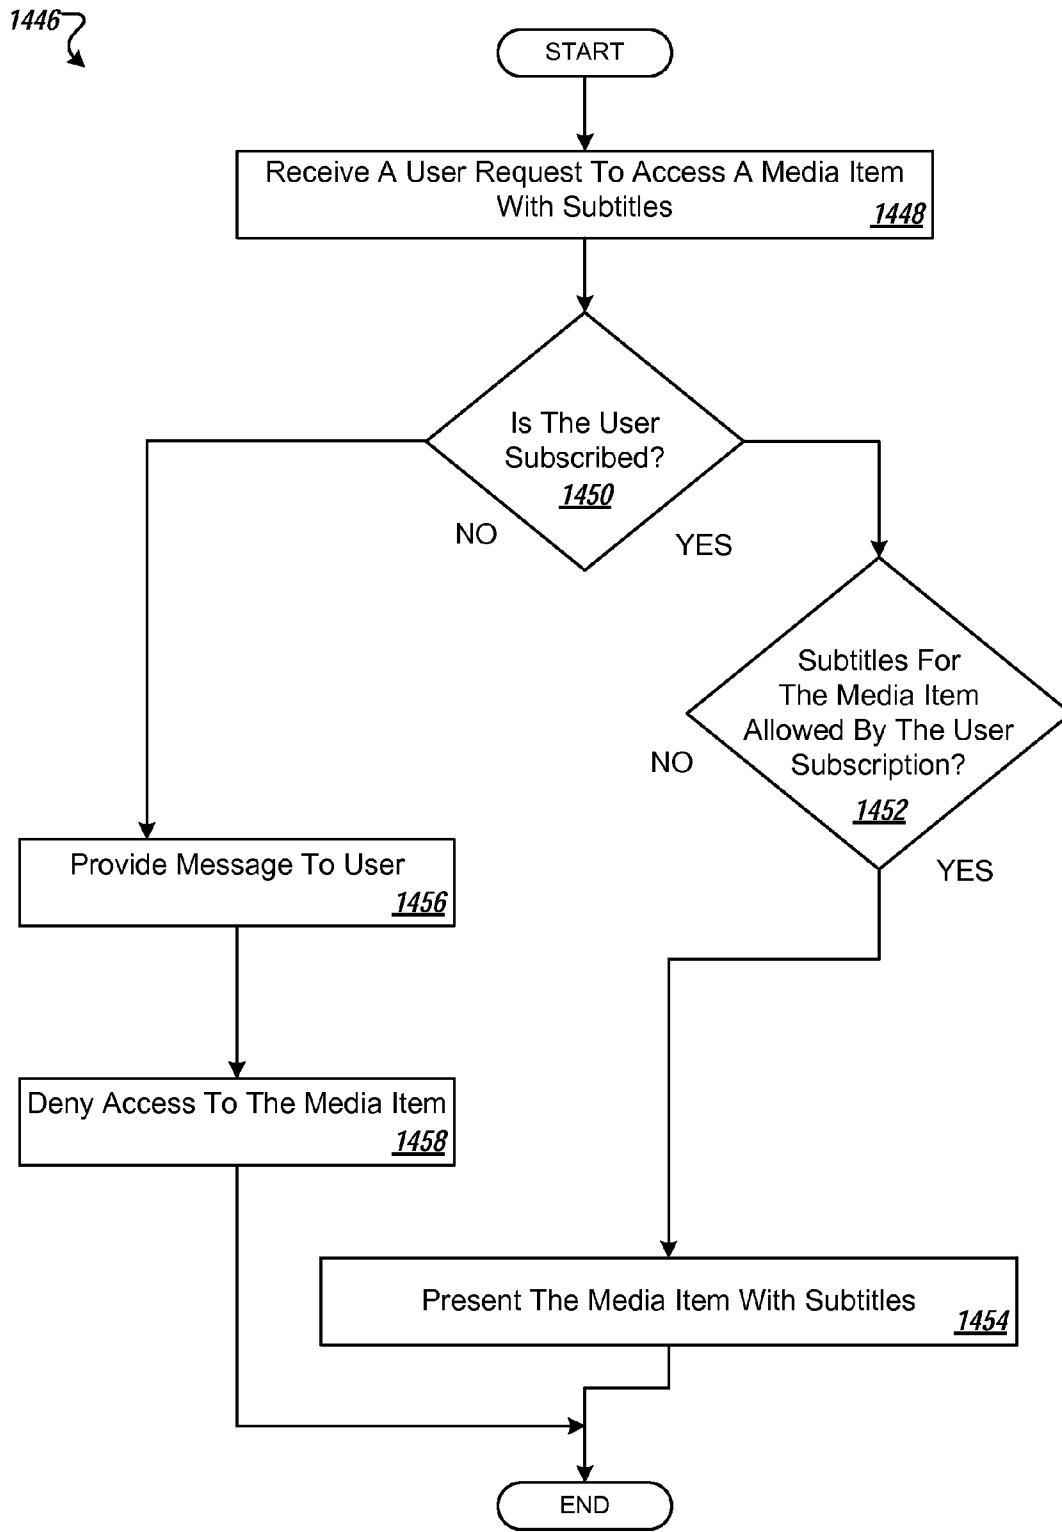 1446
START
Receive A User Request To Access A Media Item
With Subtitles
1448
Is The User
Subscribed?
1450
NO
YES
Subtitles For
The Media Item
Allowed By The User
Subscription?
1452
NO
YES
Provide Message To User
1456
Deny Access To The Media Item
1458
Present The Media Item With Subtitles
1454
END